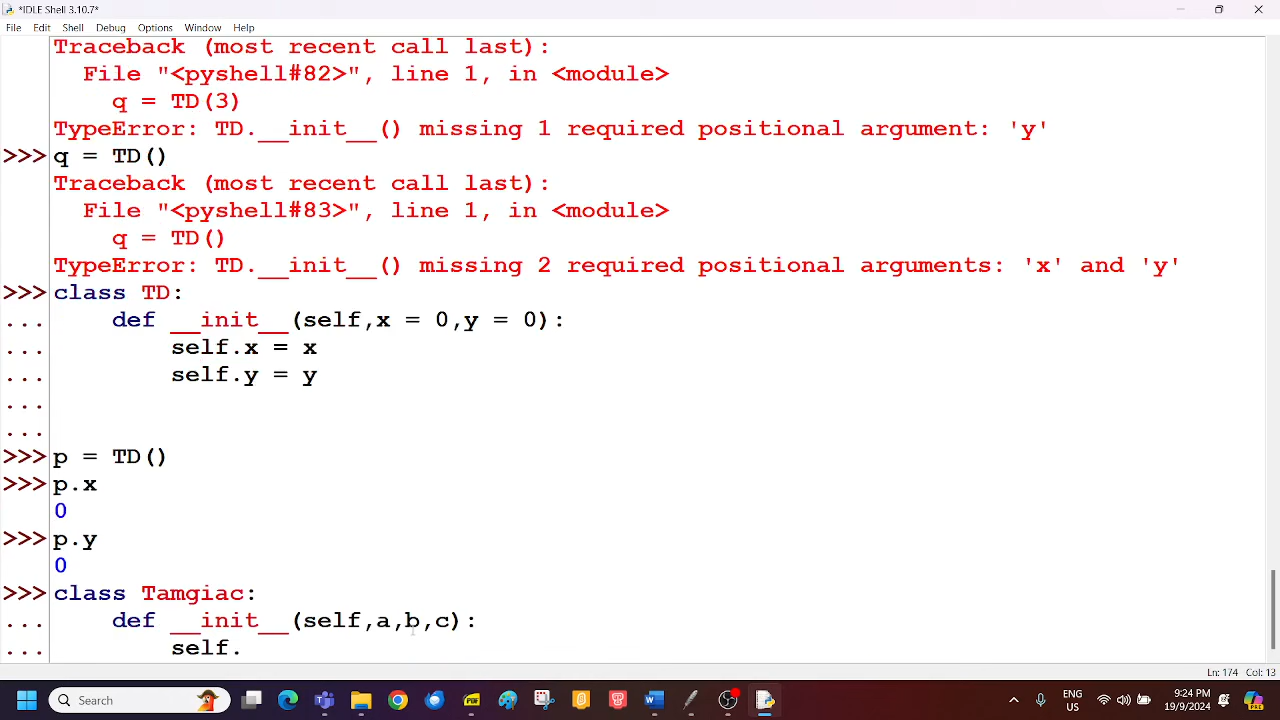 *IDLE Shell 3.10.7*
File Edit Shell Debug Options Window Help
Traceback (most recent call last):
  File "<pyshell#82>", line 1, in <module>
    q = TD(3)
TypeError: TD.__init__() missing 1 required positional argument: 'y'
>>> q = TD()
Traceback (most recent call last):
  File "<pyshell#83>", line 1, in <module>
    q = TD()
TypeError: TD.__init__() missing 2 required positional arguments: 'x' and 'y'
>>> class TD:
...     def __init__(self,x = 0,y = 0):
...         self.x = x
...         self.y = y
...
...
>>> p = TD()
>>> p.x
0
>>> p.y
0
>>> class Tamgiac:
...     def __init__(self,a,b,c):
...         self.
Ln: 174 Col: 13
Search
ENG
US
9:24 PM
19/9/2024